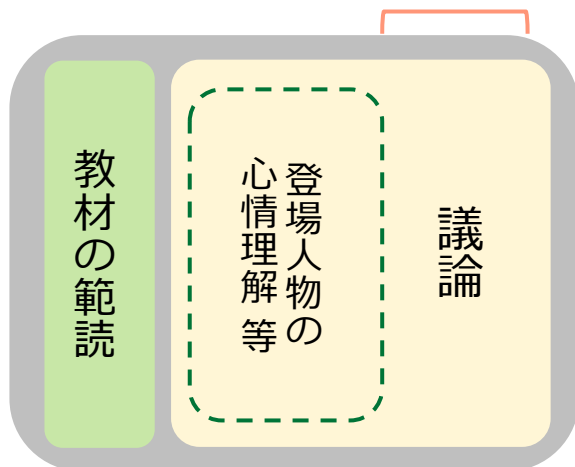 教材の範読
登場人物の
心情理解 等
議論